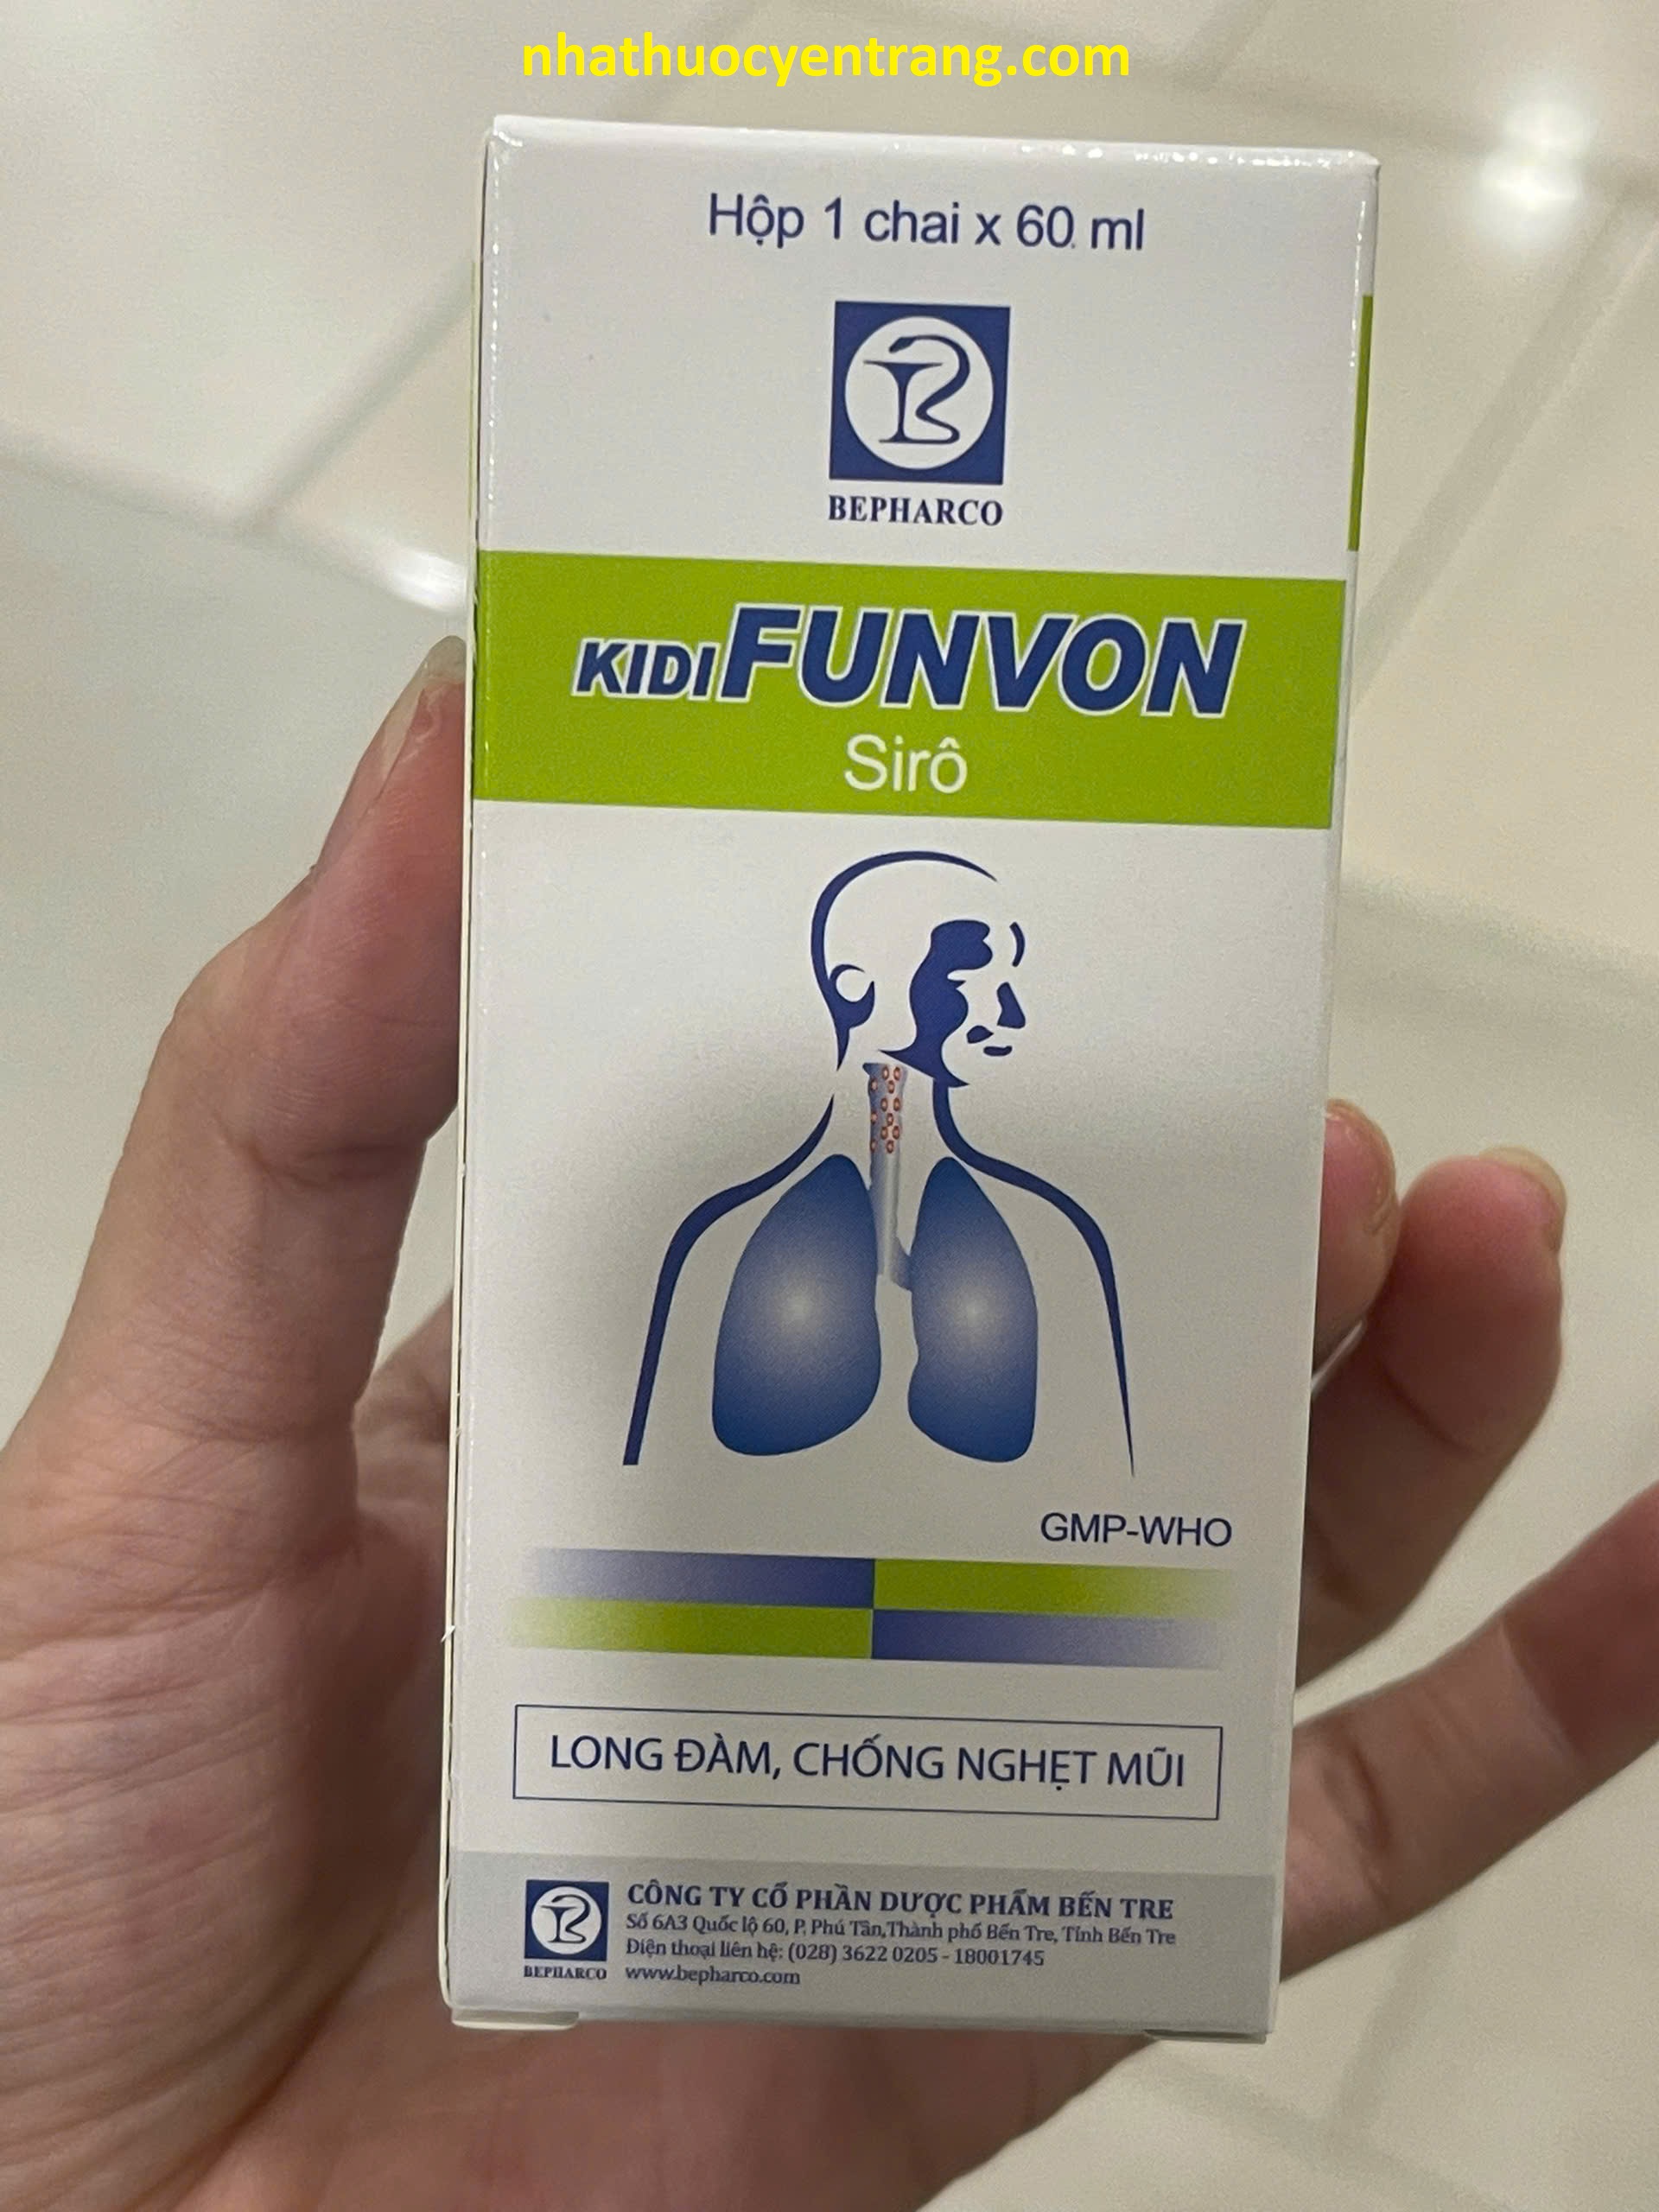 nhathuocyentrang.com
Hộp 1 chai x 60 ml
BEPHARCO
KIDIFUNVON
Sirô
GMP-WHO
LONG ĐÀM, CHỐNG NGHẸT MŨI
CÔNG TY CỔ PHẦN DƯỢC PHẨM BẾN TRE
Số 6A3 Quốc lộ 60, P. Phú Tân,Thành phố Bến Tre, Tỉnh Bến Tre
Điện thoại liên hệ: (028) 3622 0205 - 18001745
BEPHARCO www.bepharco.com